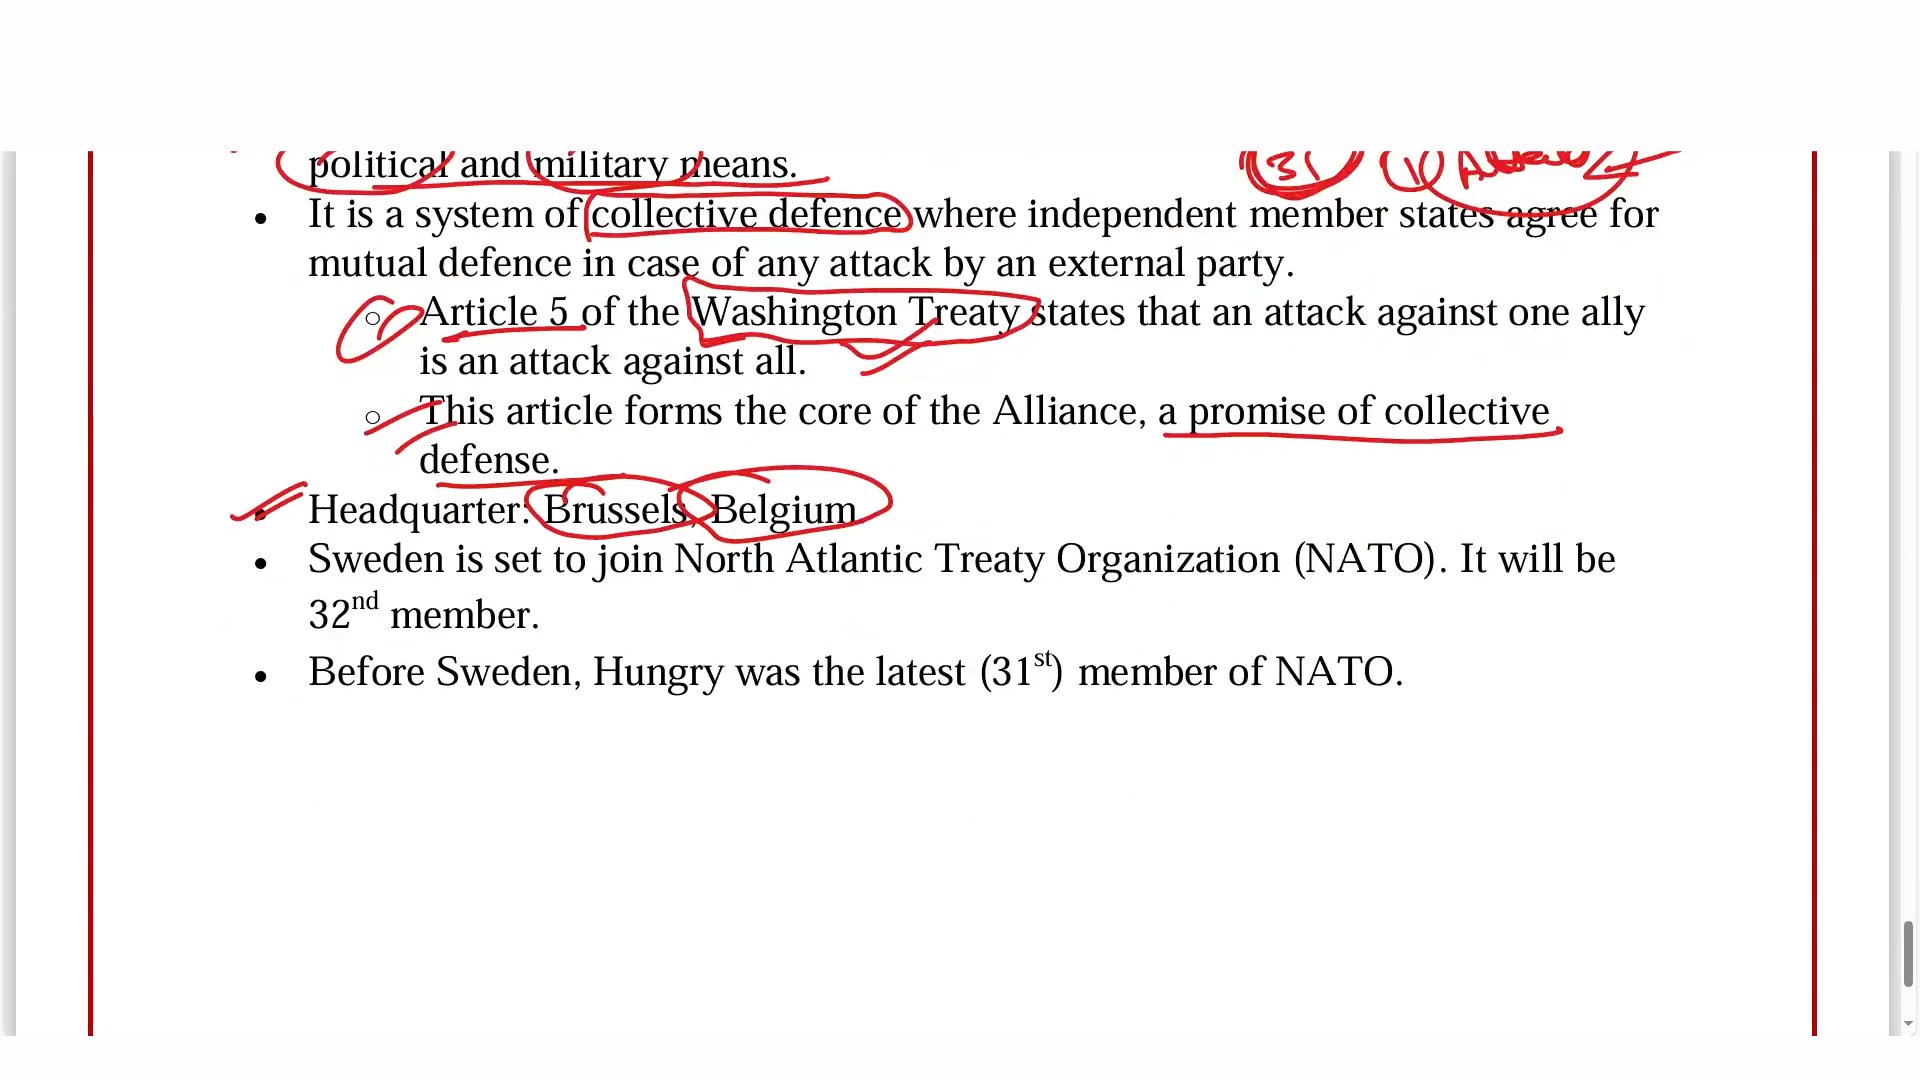 political and military means.
31 1
• It is a system of collective defence where independent member states agree for
mutual defence in case of any attack by an external party.
○ Article 5 of the Washington Treaty states that an attack against one ally
is an attack against all.
○ This article forms the core of the Alliance, a promise of collective
defense.
• Headquarter: Brussels, Belgium
• Sweden is set to join North Atlantic Treaty Organization (NATO). It will be
32nd member.
• Before Sweden, Hungry was the latest (31st) member of NATO.